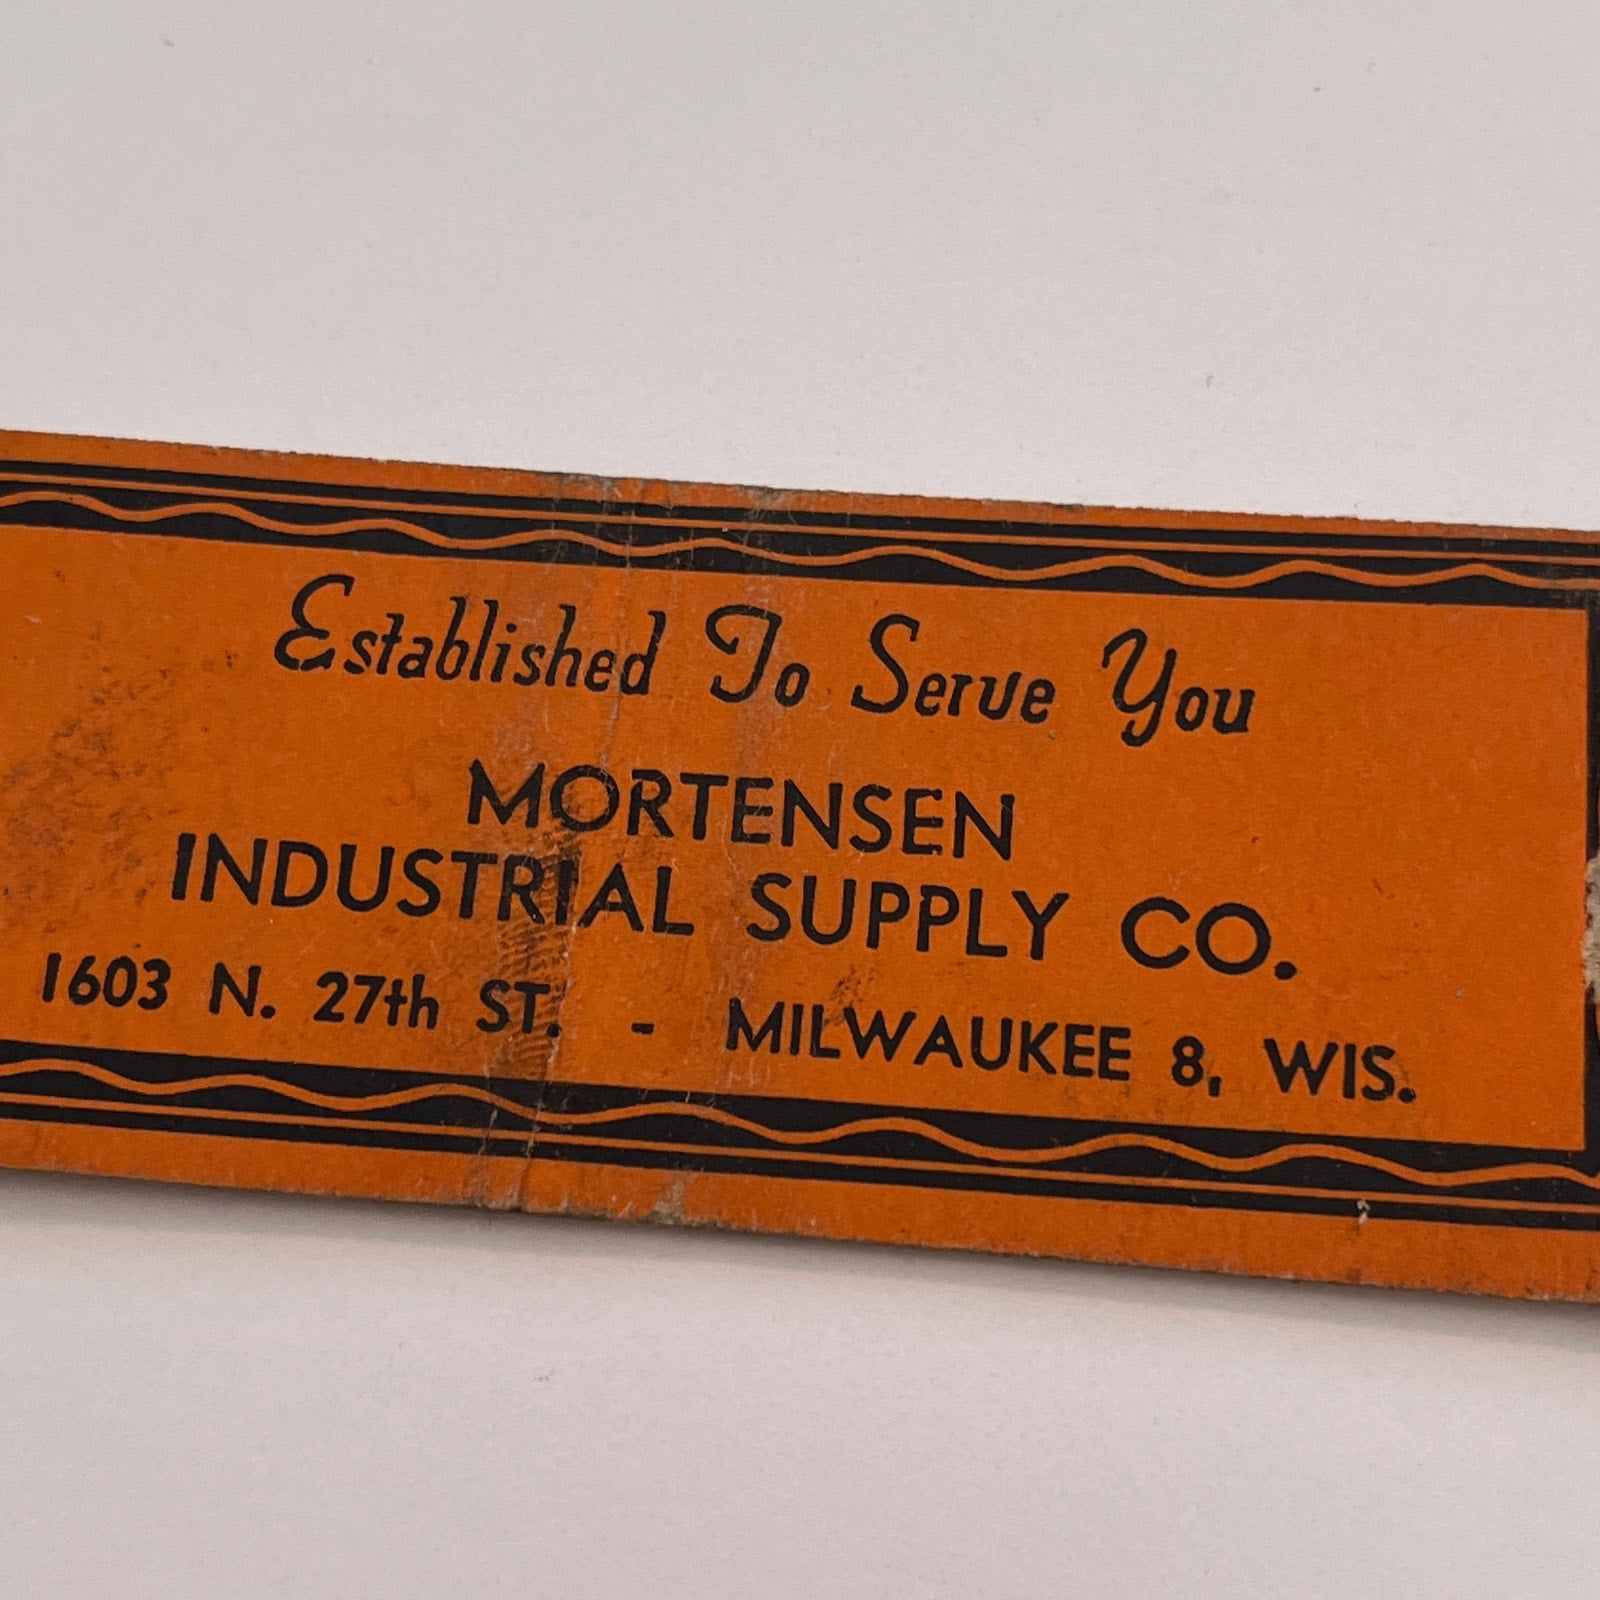 Established To Serve You
MORTENSEN
INDUSTRIAL SUPPLY CO.
1603 N. 27th ST. - MILWAUKEE 8, WIS.